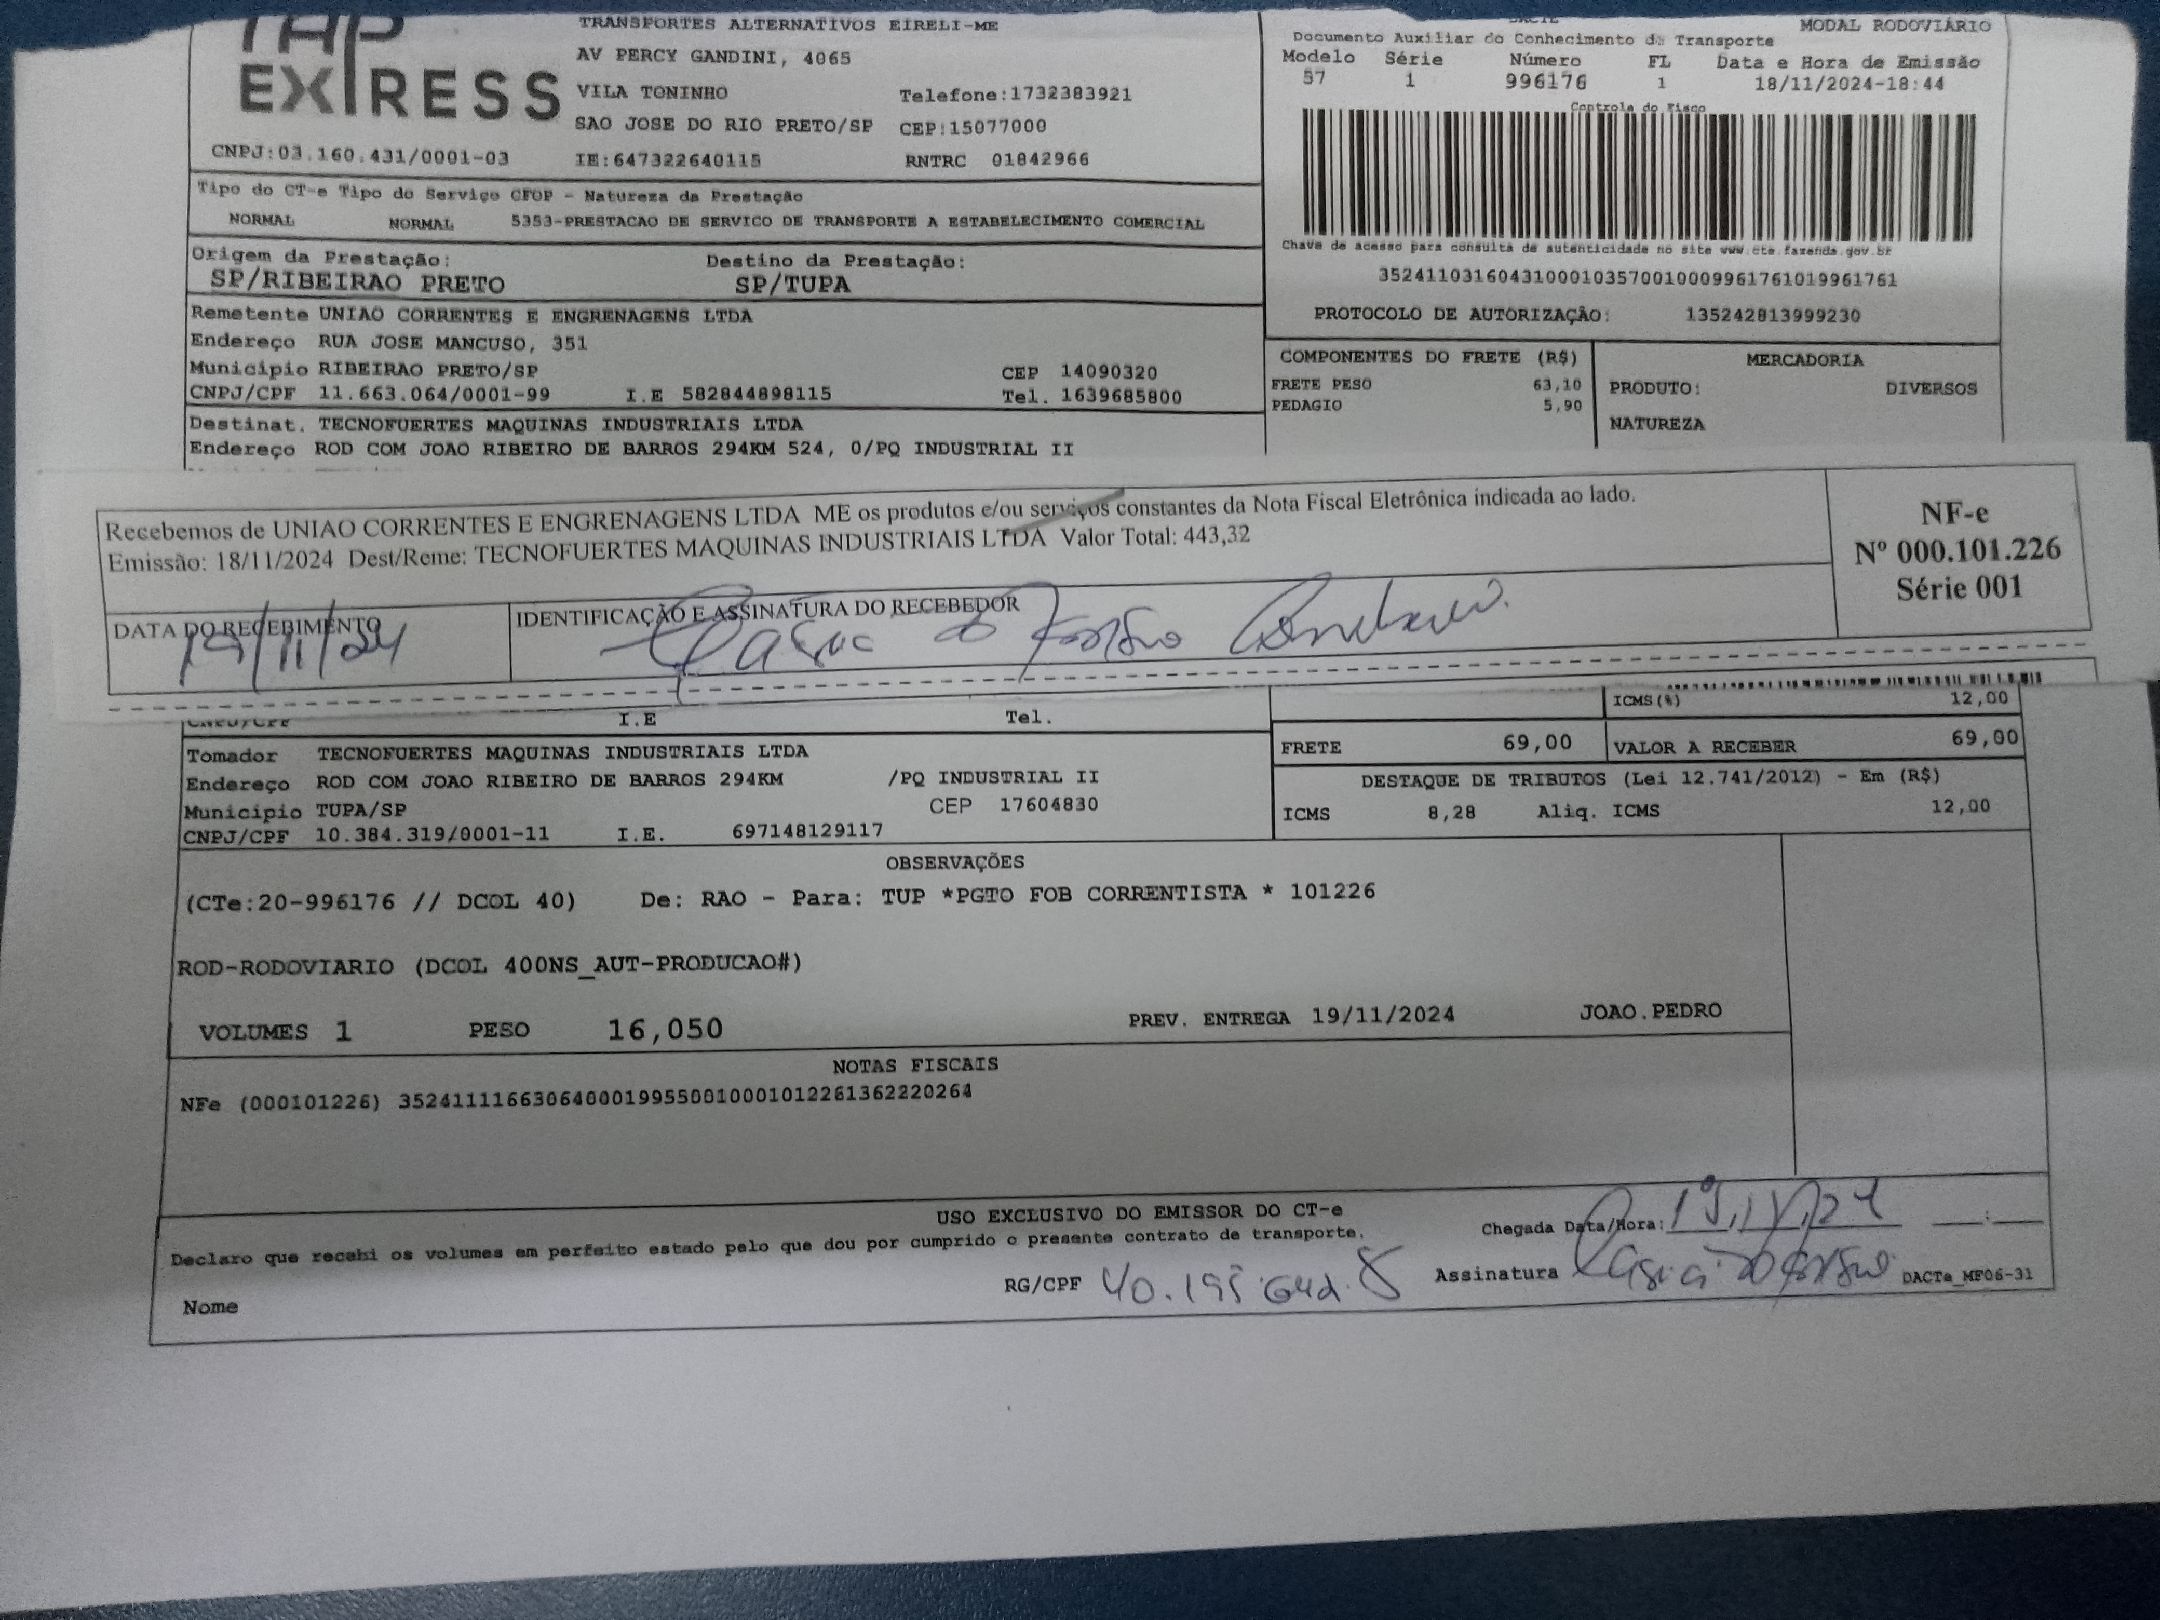 TAP
EXPRESS
TRANSPORTES ALTERNATIVOS EIRELI-ME
AV PERCY GANDINI, 4065
VILA TONINHO Telefone:1732383921
SAO JOSE DO RIO PRETO/SP CEP:15077000
CNPJ:03.160.431/0001-03 IE:647322640115 RNTRC 01842966
DACTE MODAL RODOVIÁRIO
Documento Auxiliar do Conhecimento de Transporte
Modelo Série Número FL Data e Hora de Emissão
57 1 996176 1 18/11/2024-18:44
Controle do Fisco
Chave de acesso para consulta de autenticidade no site www.cte.fazenda.gov.br
35241103160431000103570010009961761019961761
PROTOCOLO DE AUTORIZAÇÃO: 135242813999230
Tipo do CT-e Tipo do Serviço CFOP - Natureza da Prestação
NORMAL NORMAL 5353-PRESTACAO DE SERVICO DE TRANSPORTE A ESTABELECIMENTO COMERCIAL
Origem da Prestação: Destino da Prestação:
SP/RIBEIRAO PRETO SP/TUPA
Remetente UNIAO CORRENTES E ENGRENAGENS LTDA
Endereço RUA JOSE MANCUSO, 351
Município RIBEIRAO PRETO/SP CEP 14090320
CNPJ/CPF 11.663.064/0001-99 I.E 582844898115 Tel. 1639685800
Destinat. TECNOFUERTES MAQUINAS INDUSTRIAIS LTDA
Endereço ROD COM JOAO RIBEIRO DE BARROS 294KM 524, 0/PQ INDUSTRIAL II
COMPONENTES DO FRETE (R$) MERCADORIA
FRETE PESO 63,10 PRODUTO: DIVERSOS
PEDAGIO 5,90
NATUREZA
Recebemos de UNIAO CORRENTES E ENGRENAGENS LTDA ME os produtos e/ou serviços constantes da Nota Fiscal Eletrônica indicada ao lado.
Emissão: 18/11/2024 Dest/Reme: TECNOFUERTES MAQUINAS INDUSTRIAIS LTDA Valor Total: 443,32
NF-e
Nº 000.101.226
Série 001
DATA DO RECEBIMENTO IDENTIFICAÇÃO E ASSINATURA DO RECEBEDOR
19/11/24
CNPJ/CPF I.E Tel.
ICMS(%) 12,00
Tomador TECNOFUERTES MAQUINAS INDUSTRIAIS LTDA
Endereço ROD COM JOAO RIBEIRO DE BARROS 294KM /PQ INDUSTRIAL II
Município TUPA/SP CEP 17604830
CNPJ/CPF 10.384.319/0001-11 I.E. 697148129117
FRETE 69,00 VALOR A RECEBER 69,00
DESTAQUE DE TRIBUTOS (Lei 12.741/2012) - Em (R$)
ICMS 8,28 Aliq. ICMS 12,00
OBSERVAÇÕES
(CTe:20-996176 // DCOL 40) De: RAO - Para: TUP *PGTO FOB CORRENTISTA * 101226
ROD-RODOVIARIO (DCOL 400NS_AUT-PRODUCAO#)
VOLUMES 1 PESO 16,050 PREV. ENTREGA 19/11/2024 JOAO.PEDRO
NOTAS FISCAIS
NFe (000101226) 35241111663064000199550010001012261362220264
USO EXCLUSIVO DO EMISSOR DO CT-e
Declaro que recebi os volumes em perfeito estado pelo que dou por cumprido o presente contrato de transporte.
Chegada Data/Hora: 19,11,24 __:__
Nome RG/CPF Assinatura DACTe_MF06-31